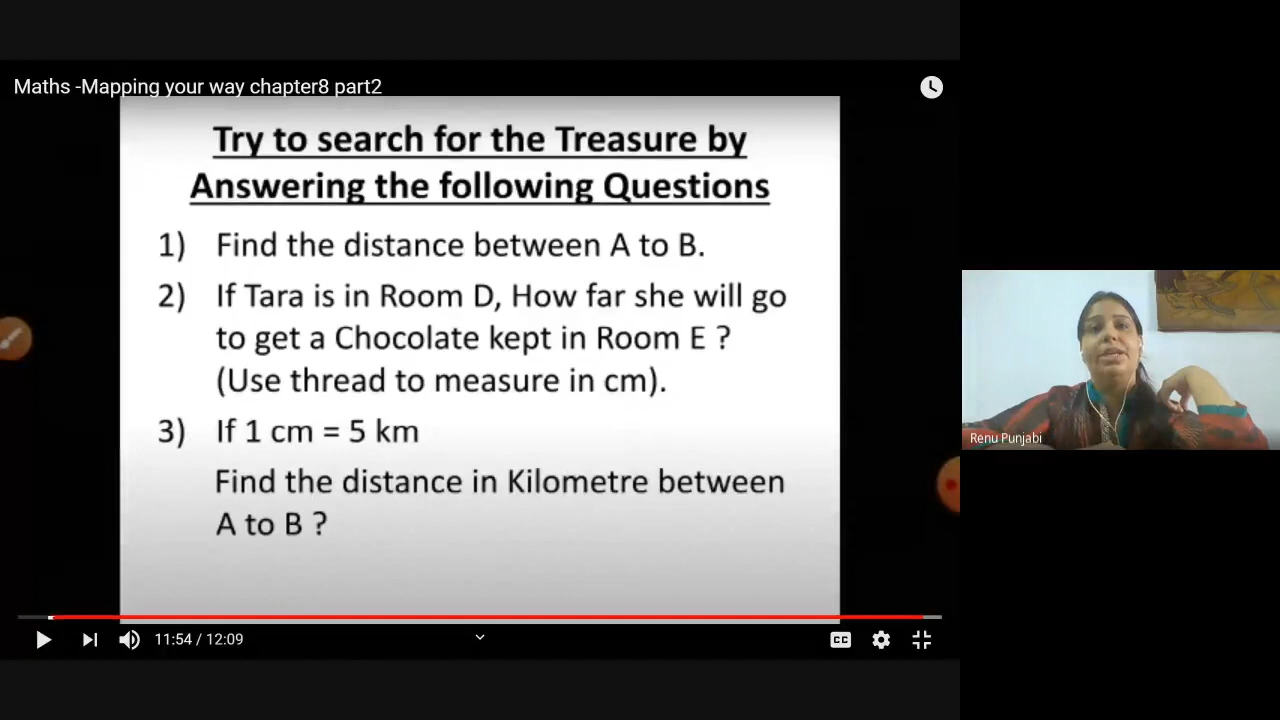 Maths -Mapping your way chapter8 part2
Try to search for the Treasure by
Answering the following Questions
1) Find the distance between A to B.
2) If Tara is in Room D, How far she will go
to get a Chocolate kept in Room E ?
(Use thread to measure in cm).
3) If 1 cm = 5 km
Find the distance in Kilometre between
A to B ?
Renu Punjabi
11:54 / 12:09
CC